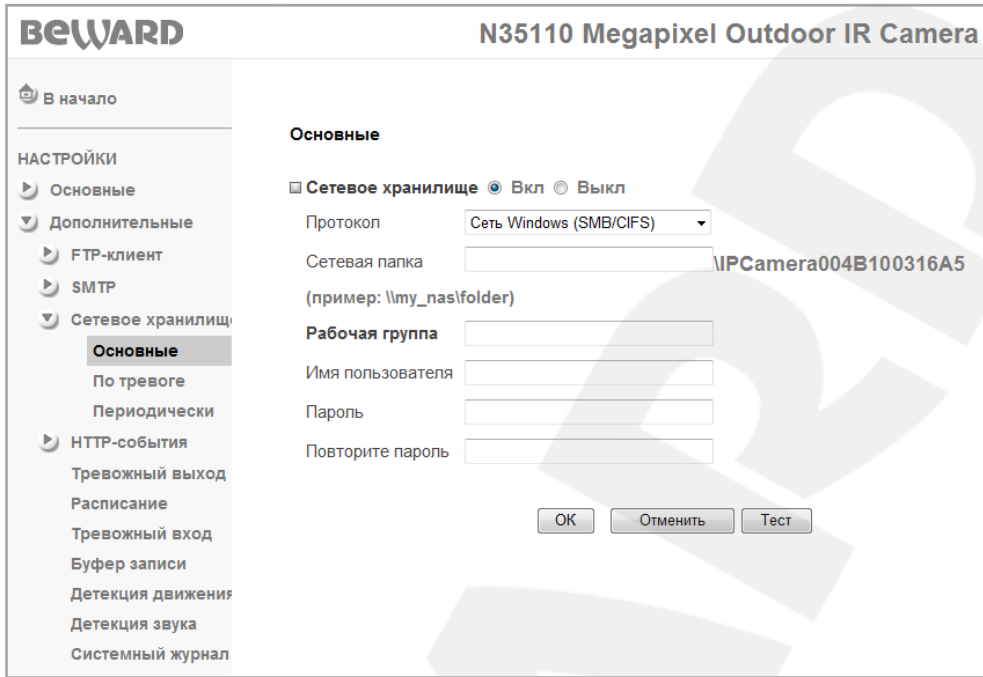 BEWARD
N35110 Megapixel Outdoor IR Camera
В начало
НАСТРОЙКИ
Основные
Дополнительные
FTP-клиент
SMTP
Сетевое хранилищ
Основные
По тревоге
Периодически
HTTP-события
Тревожный выход
Расписание
Тревожный вход
Буфер записи
Детекция движения
Детекция звука
Системный журнал
Основные
Сетевое хранилище Вкл Выкл
Протокол Сеть Windows (SMB/CIFS)
Сетевая папка \IPCamera004B100316A5
(пример: \\my_nas\folder)
Рабочая группа
Имя пользователя
Пароль
Повторите пароль
ОК Отменить Тест